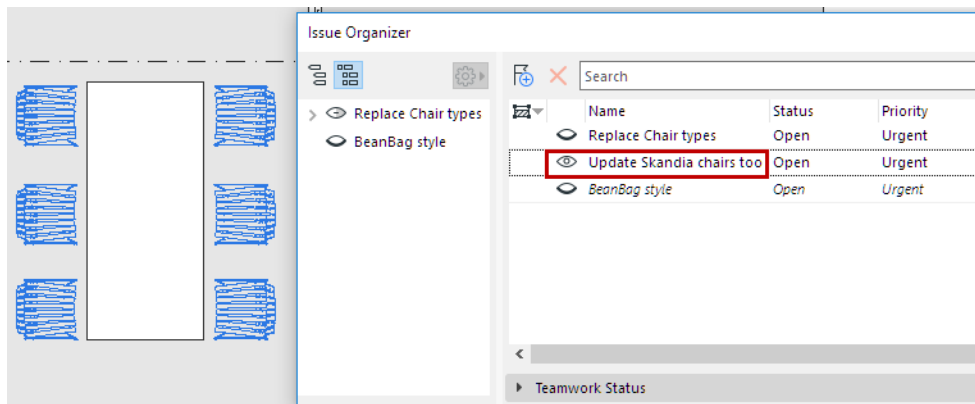 Issue Organizer
Search
Replace Chair types
BeanBag style
Name Status Priority
Replace Chair types Open Urgent
Update Skandia chairs too Open Urgent
BeanBag style Open Urgent
Teamwork Status